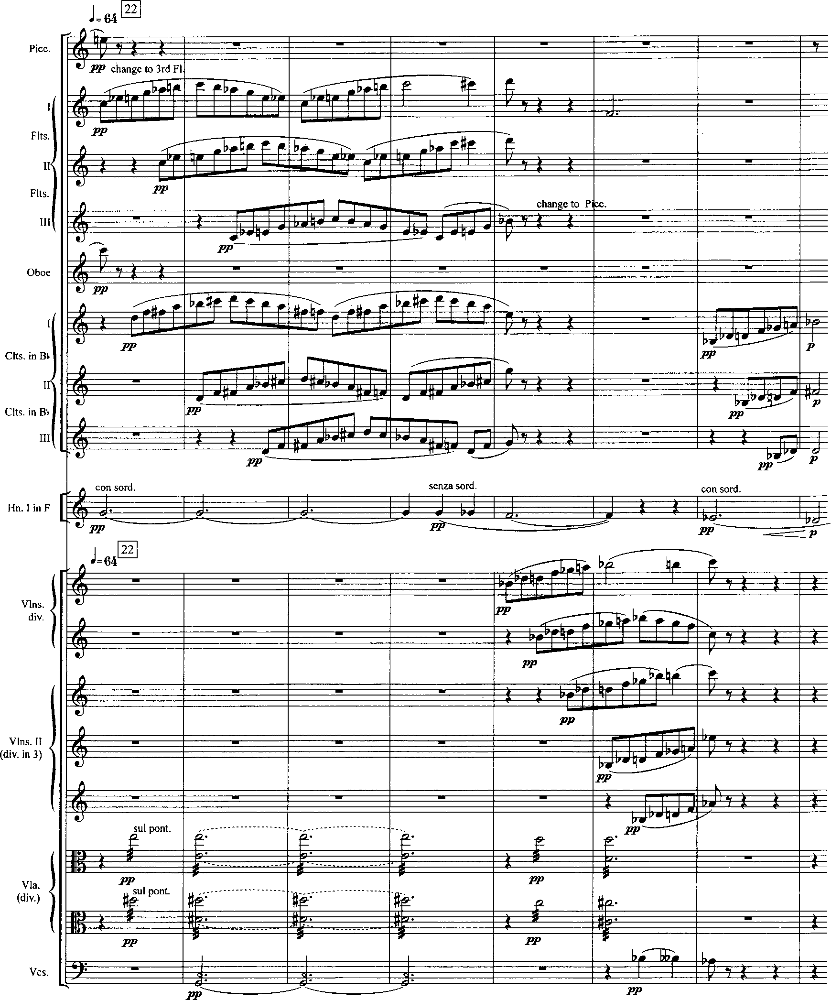 ♩= 64 22
Picc.
pp change to 3rd Fl.
I
pp
Flts.
II
pp
Flts.
change to Picc.
III
pp
Oboe
pp
I
pp pp p
Clts. in B♭
II
pp pp p
Clts. in B♭
III
pp pp p
con sord. senza sord. con sord.
Hn. I in F
pp pp pp p
♩= 64 22
Vlns.
div.
pp
pp
pp
Vlns. II
(div. in 3)
pp
pp
sul pont.
pp pp
Vla.
(div.)
sul pont.
pp pp
Vcs.
pp pp